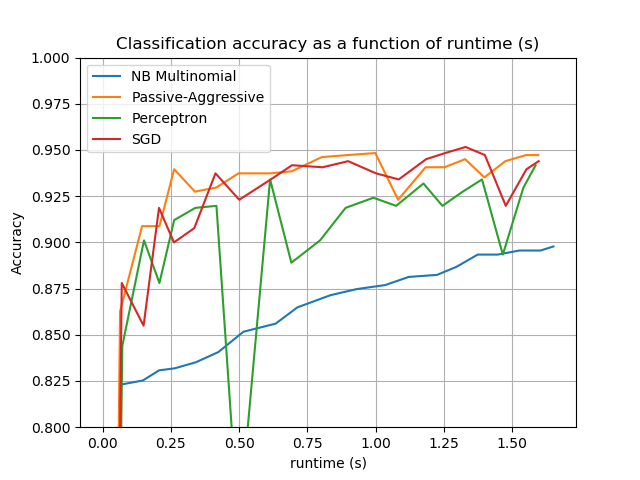 Classification accuracy as a function of runtime (s)
NB Multinomial
Passive-Aggressive
Perceptron
SGD
Accuracy
1.000
0.975
0.950
0.925
0.900
0.875
0.850
0.825
0.800
0.00 0.25 0.50 0.75 1.00 1.25 1.50
runtime (s)